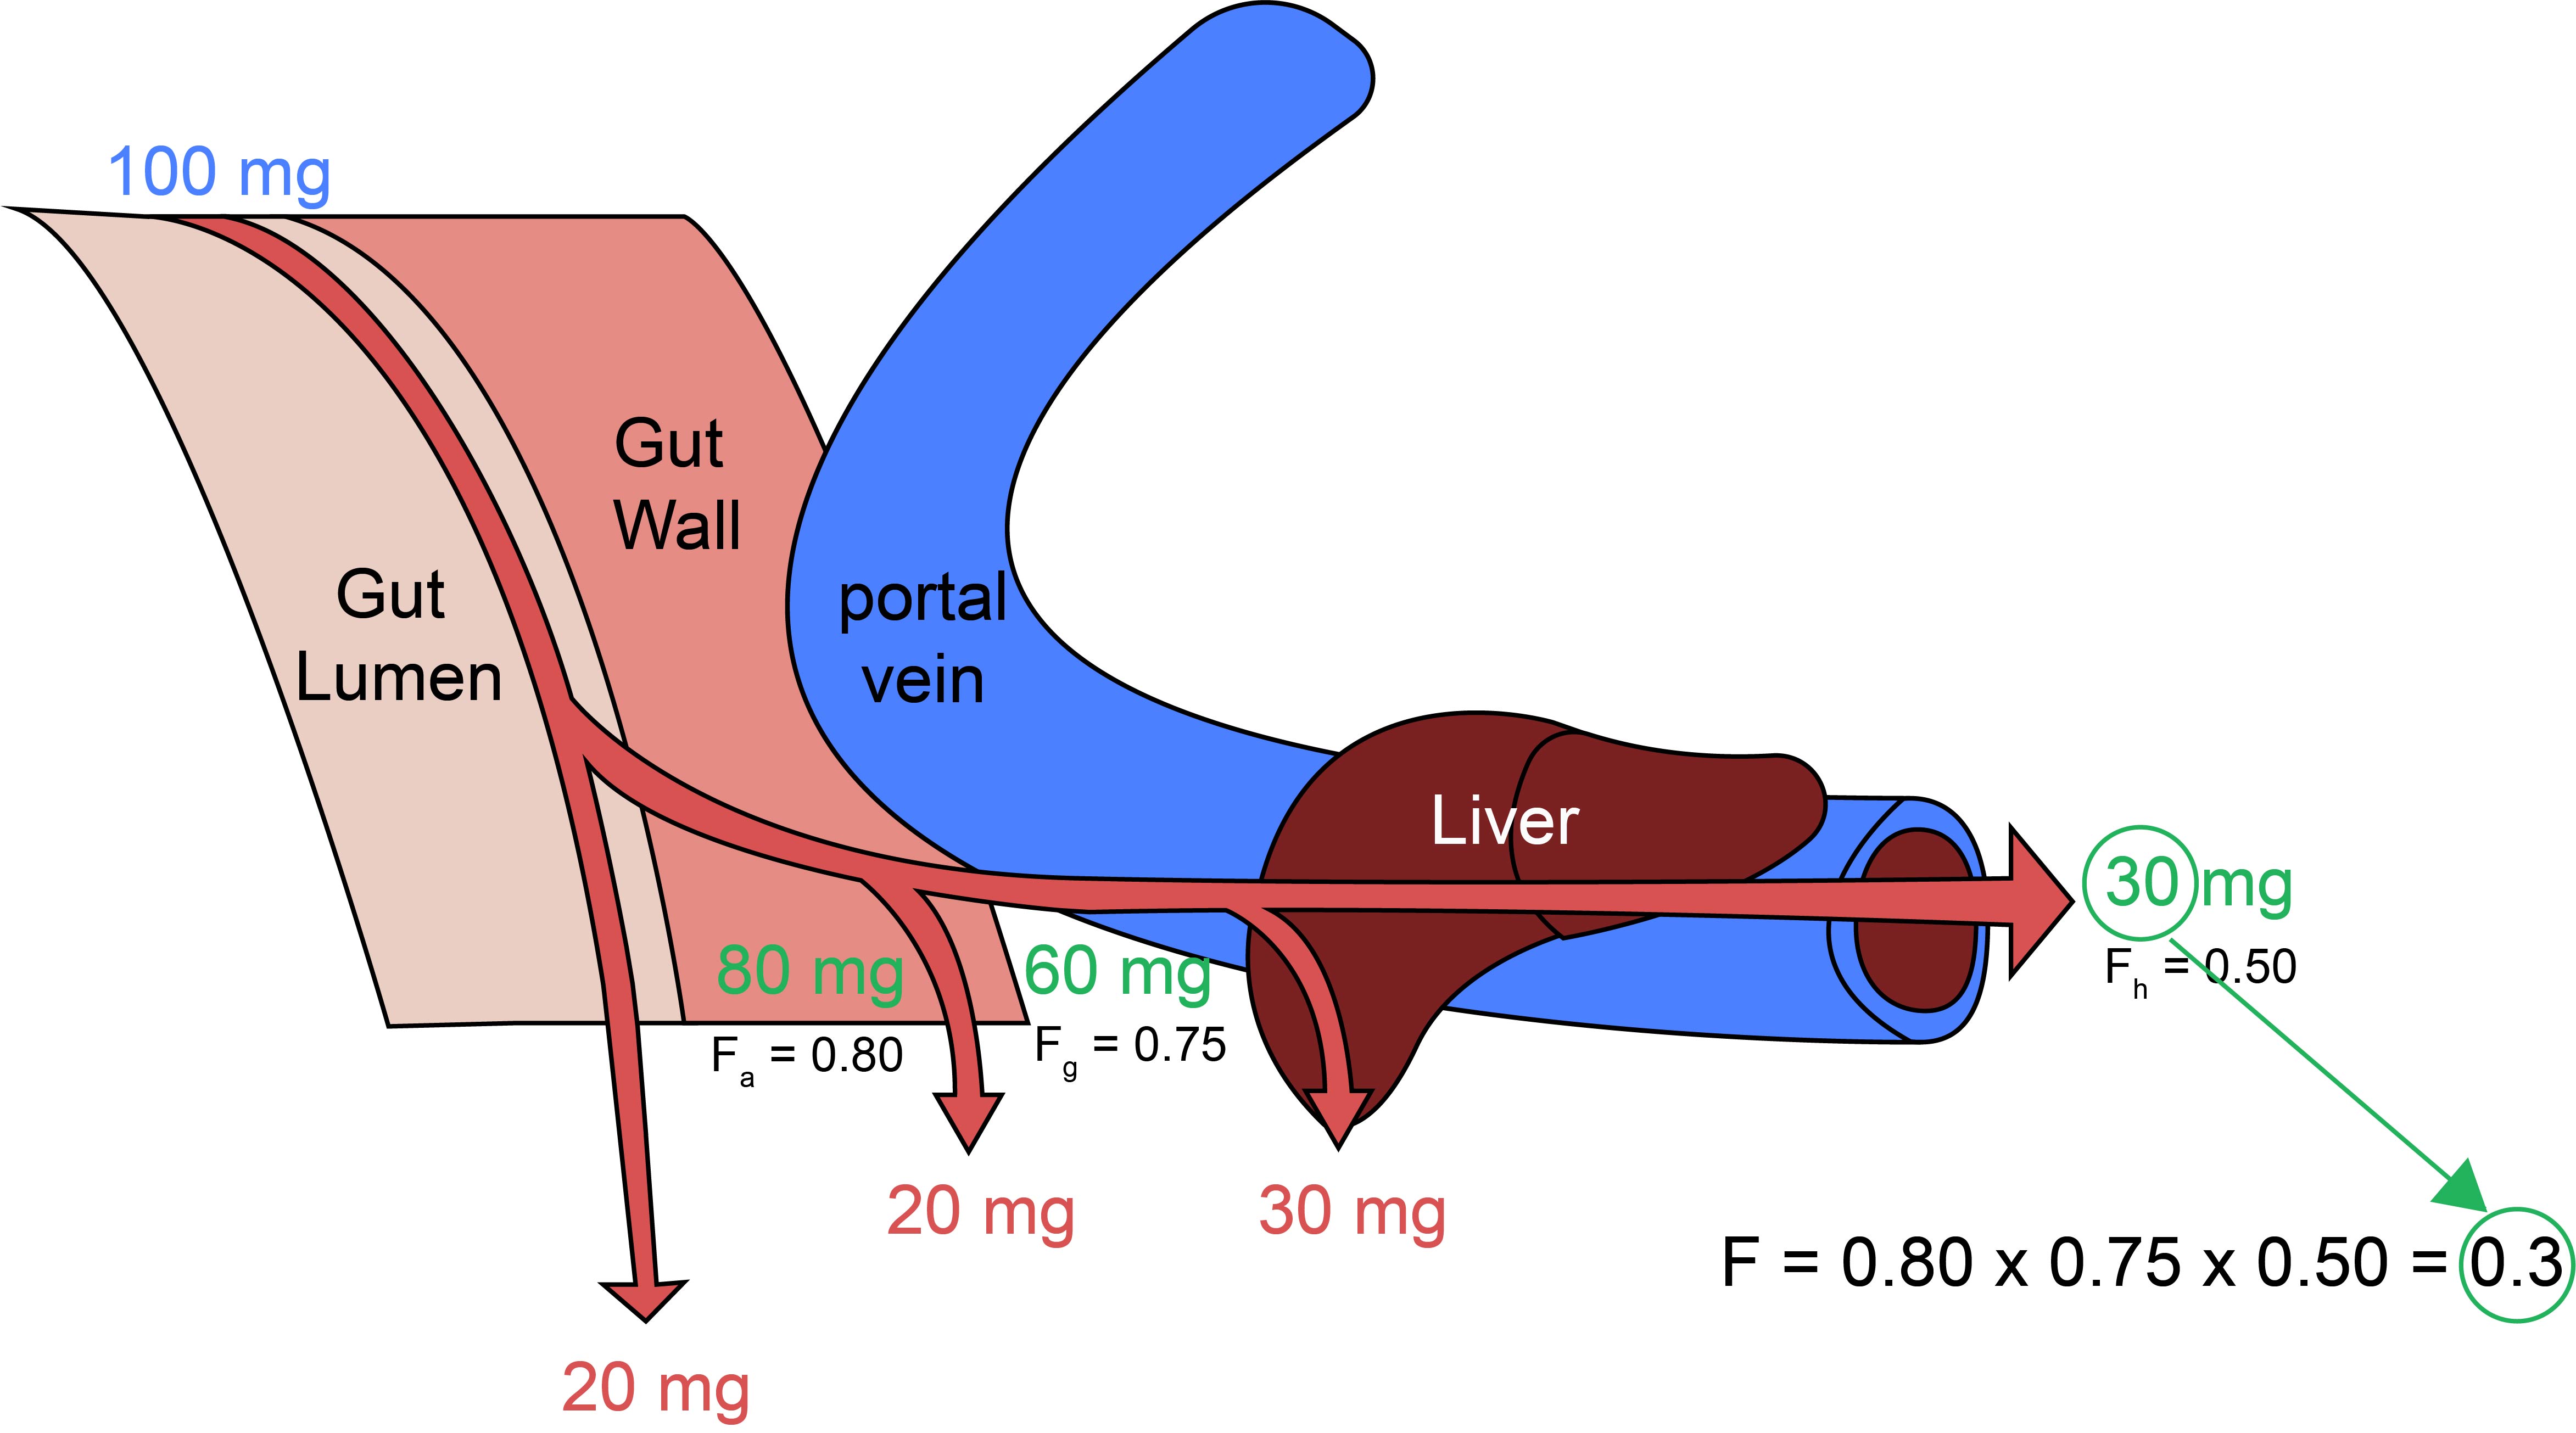 100 mg
Gut
Wall
Gut
Lumen
portal
vein
Liver
30 mg
F_h = 0.50
80 mg
60 mg
F_a = 0.80
F_g = 0.75
20 mg
30 mg
F = 0.80 x 0.75 x 0.50 = 0.3
20 mg